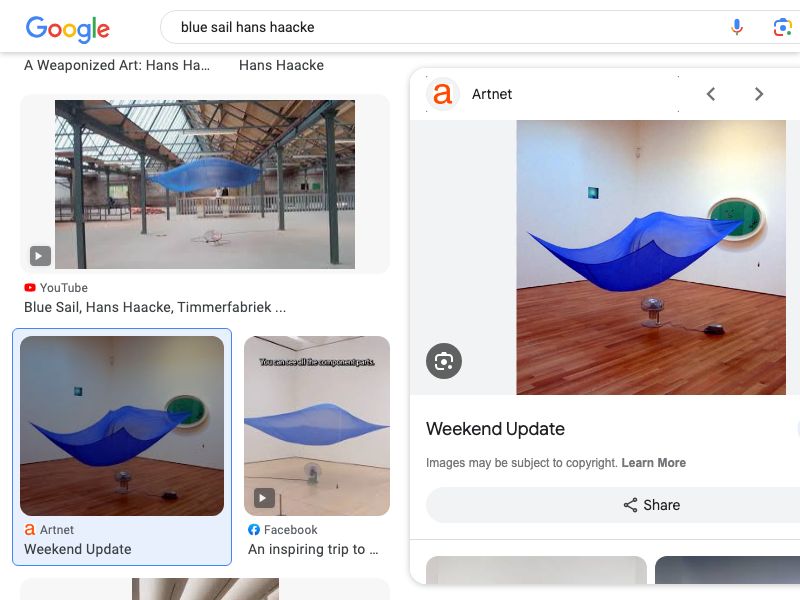 Google
blue sail hans haacke
A Weaponized Art: Hans Ha...
Hans Haacke
YouTube
Blue Sail, Hans Haacke, Timmerfabriek ...
You can see all the component parts.
Artnet
Weekend Update
Facebook
An inspiring trip to ...
a Artnet
Weekend Update
Images may be subject to copyright. Learn More
Share